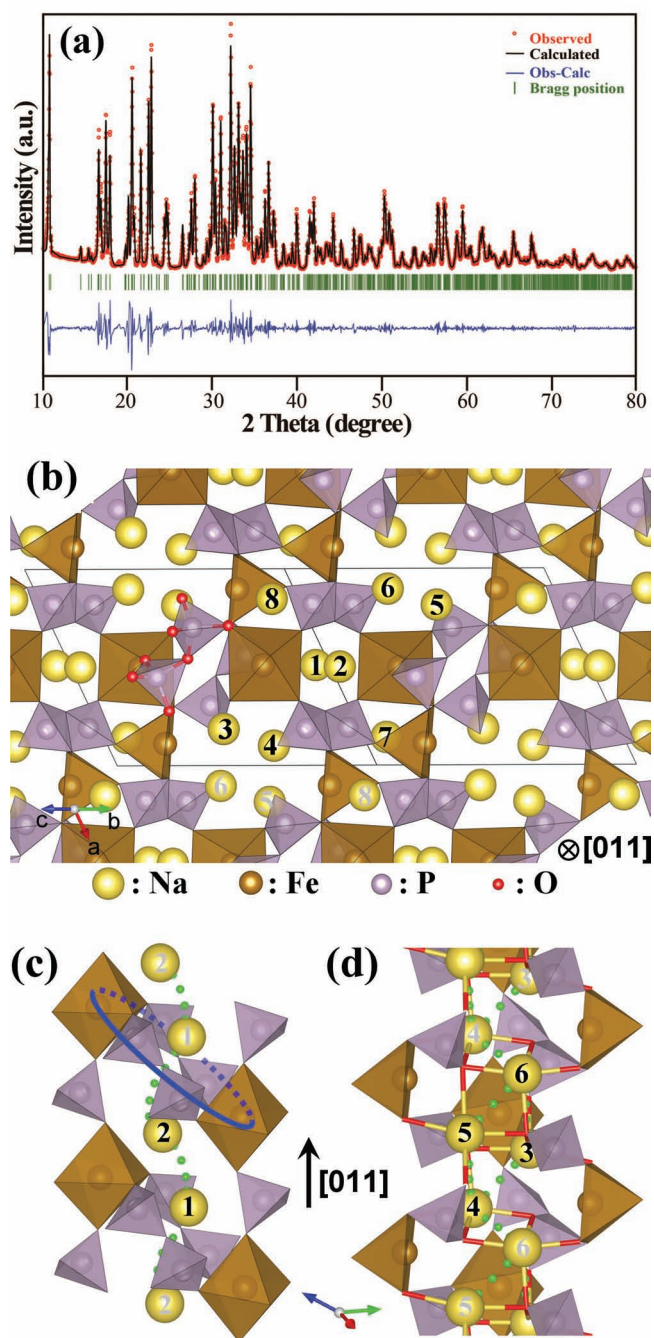 (a)
Observed
Calculated
Obs-Calc
Bragg position
Intensity (a.u.)
10 20 30 40 50 60 70 80
2 Theta (degree)
(b)
8 6 5
1 2
3 4 7
6 5 8
c b
a
⊗[011]
: Na : Fe : P : O
(c) (d)
2 3
1 4
6
2 5 3
[011]
1 4
6
2 5